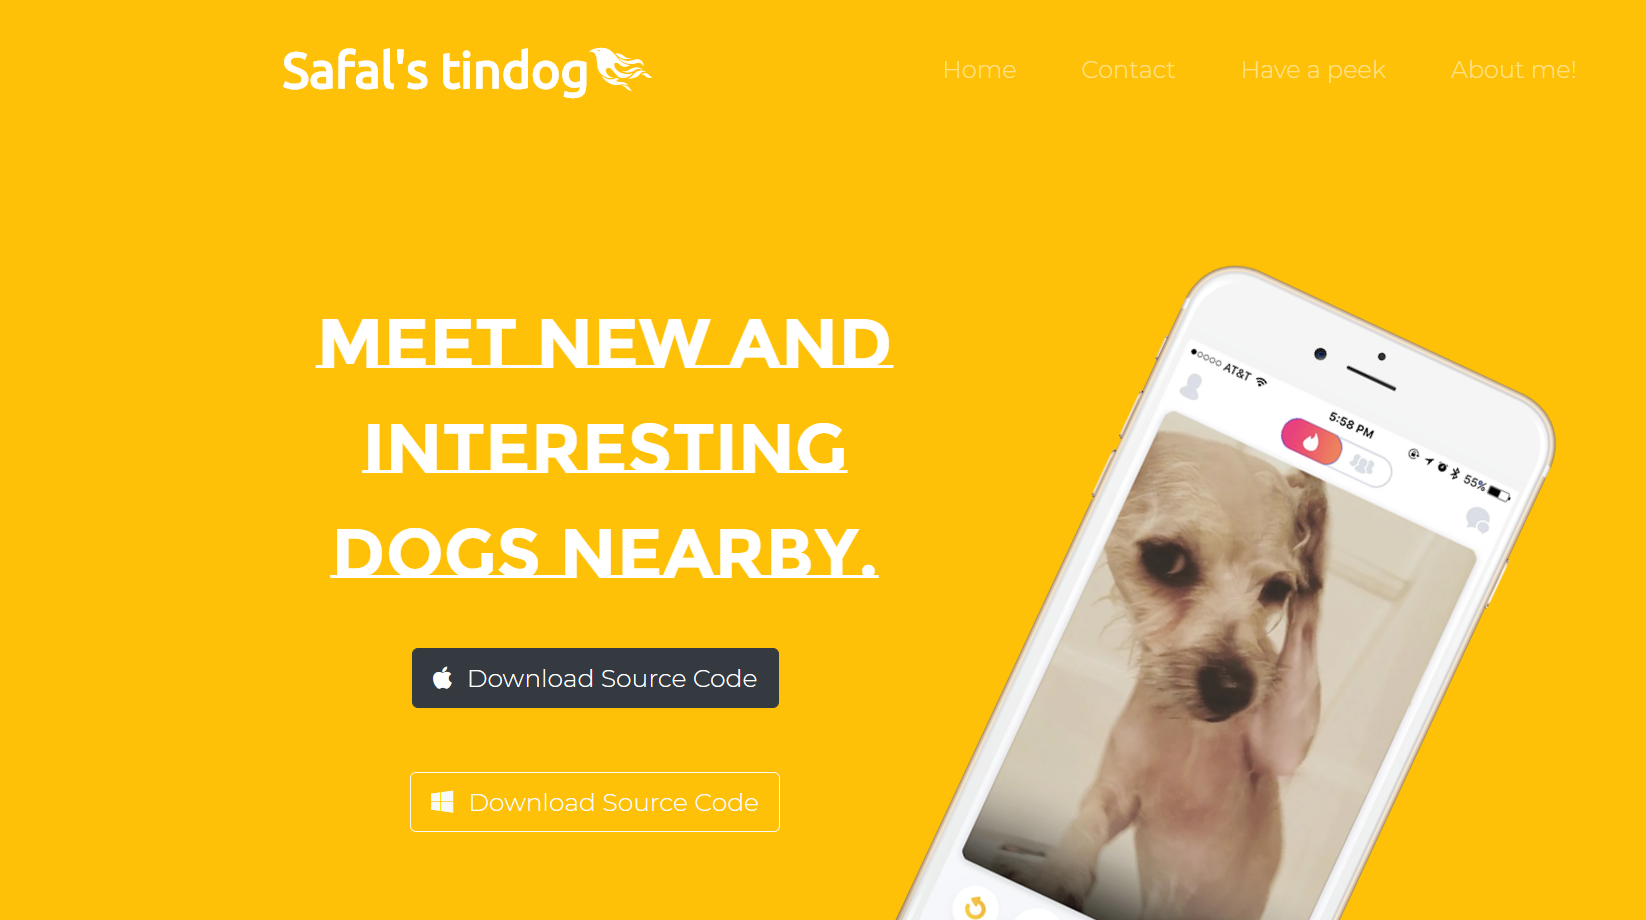 Safal's tindog
Home Contact Have a peek About me!
MEET NEW AND
INTERESTING
DOGS NEARBY.
Download Source Code
Download Source Code
AT&T
5:58 PM
55%